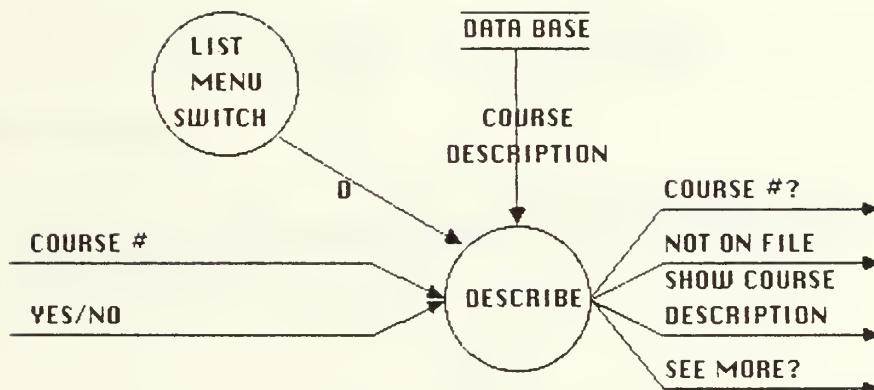 LIST
MENU
SWITCH
DATA BASE
COURSE
DESCRIPTION
D
COURSE #
YES/NO
DESCRIBE
COURSE #?
NOT ON FILE
SHOW COURSE
DESCRIPTION
SEE MORE?